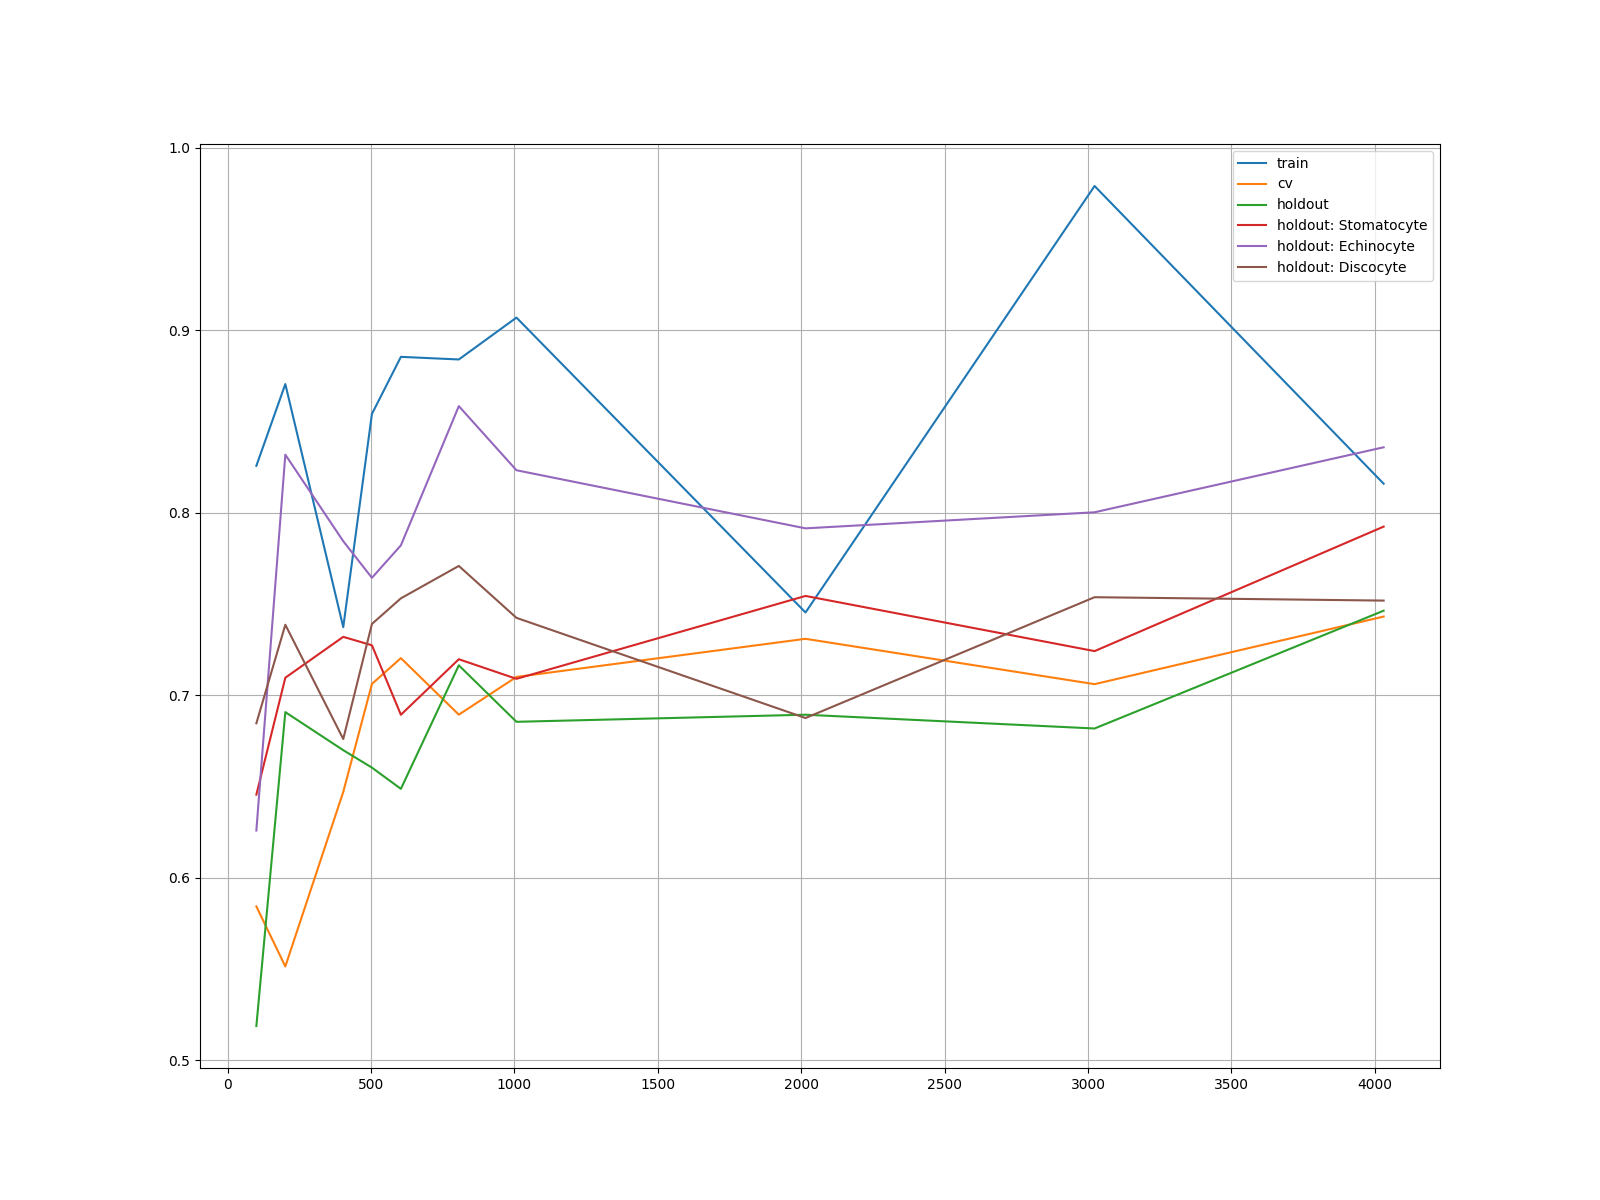 1.0
0.9
0.8
0.7
0.6
0.5
0 500 1000 1500 2000 2500 3000 3500 4000
train
cv
holdout
holdout: Stomatocyte
holdout: Echinocyte
holdout: Discocyte